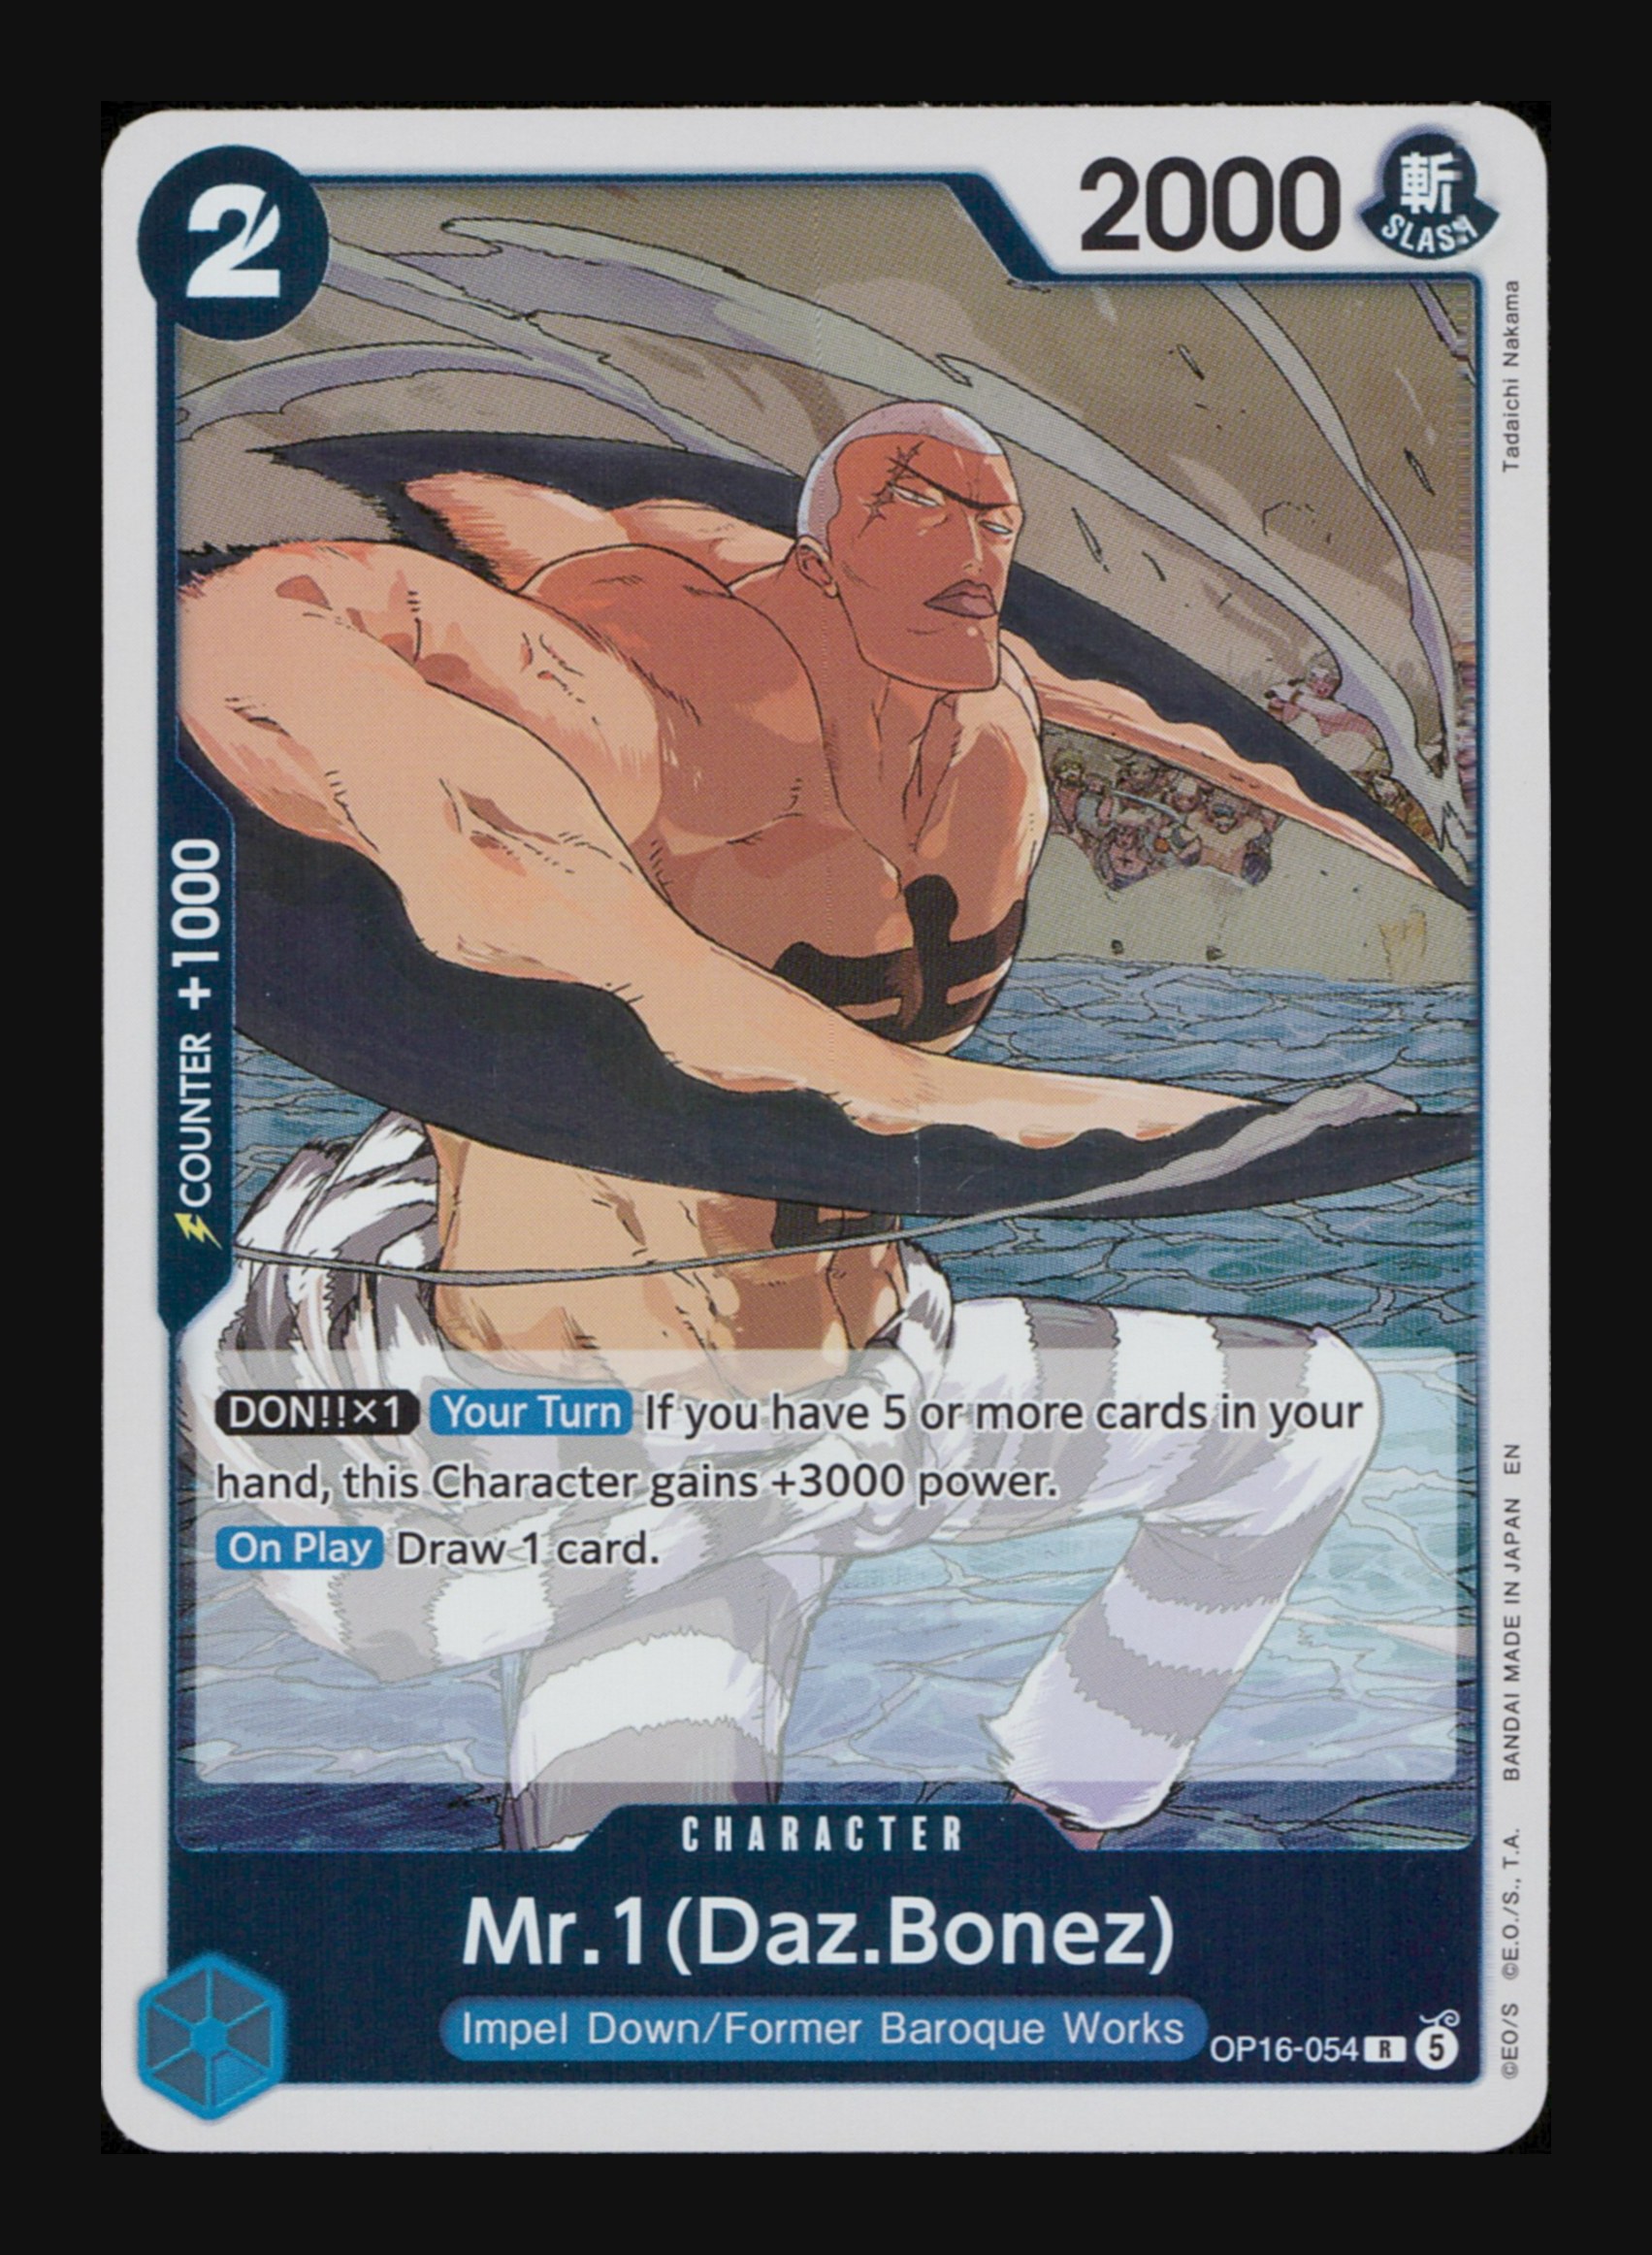 2
2000
斬
SLASH
Tadaichi Nakama
COUNTER +1000
DON!!×1 Your Turn If you have 5 or more cards in your
hand, this Character gains +3000 power.
On Play Draw 1 card.
CHARACTER
Mr.1(Daz.Bonez)
Impel Down/Former Baroque Works
OP16-054 R 5
©EO/S ©E.O./S., T.A. BANDAI MADE IN JAPAN EN